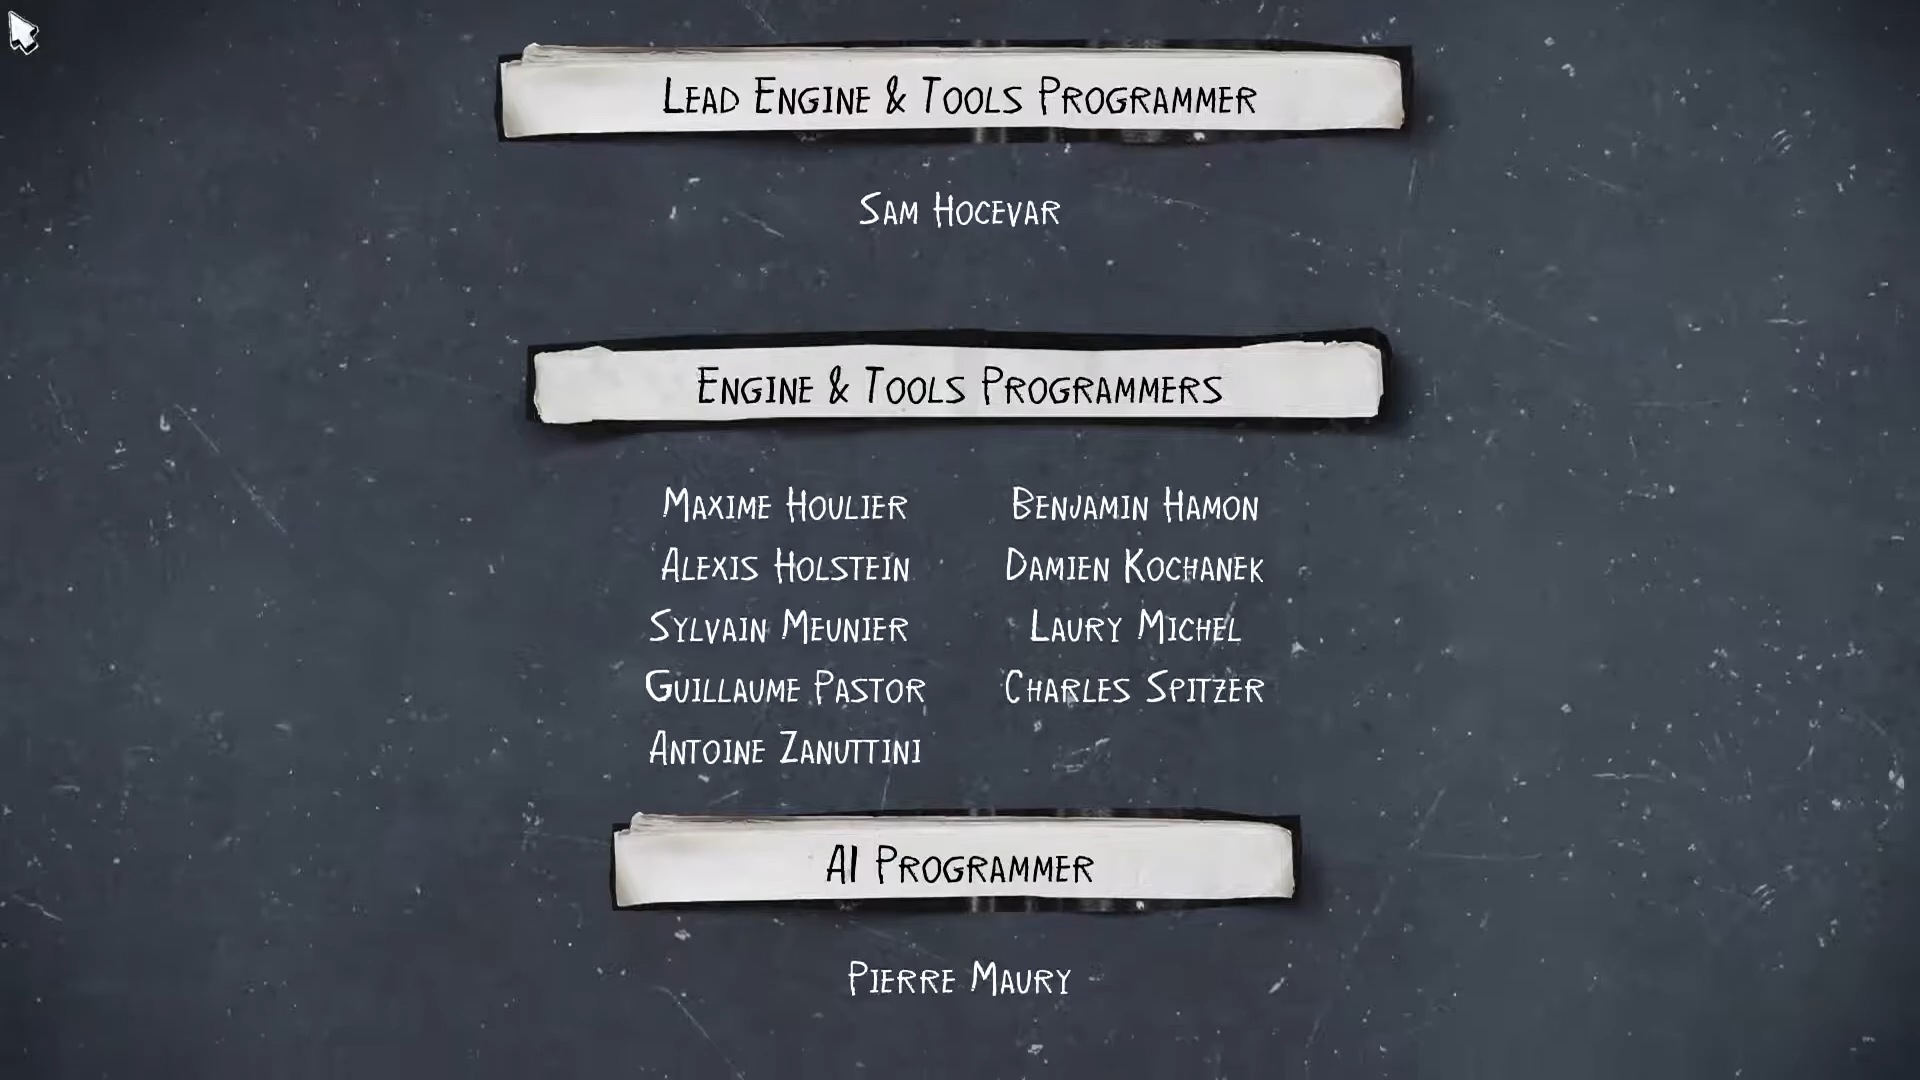 Lead Engine & Tools Programmer
Sam Hocevar
Engine & Tools Programmers
Maxime Houlier Benjamin Hamon
Alexis Holstein Damien Kochanek
Sylvain Meunier Laury Michel
Guillaume Pastor Charles Spitzer
Antoine Zanuttini
AI Programmer
Pierre Maury